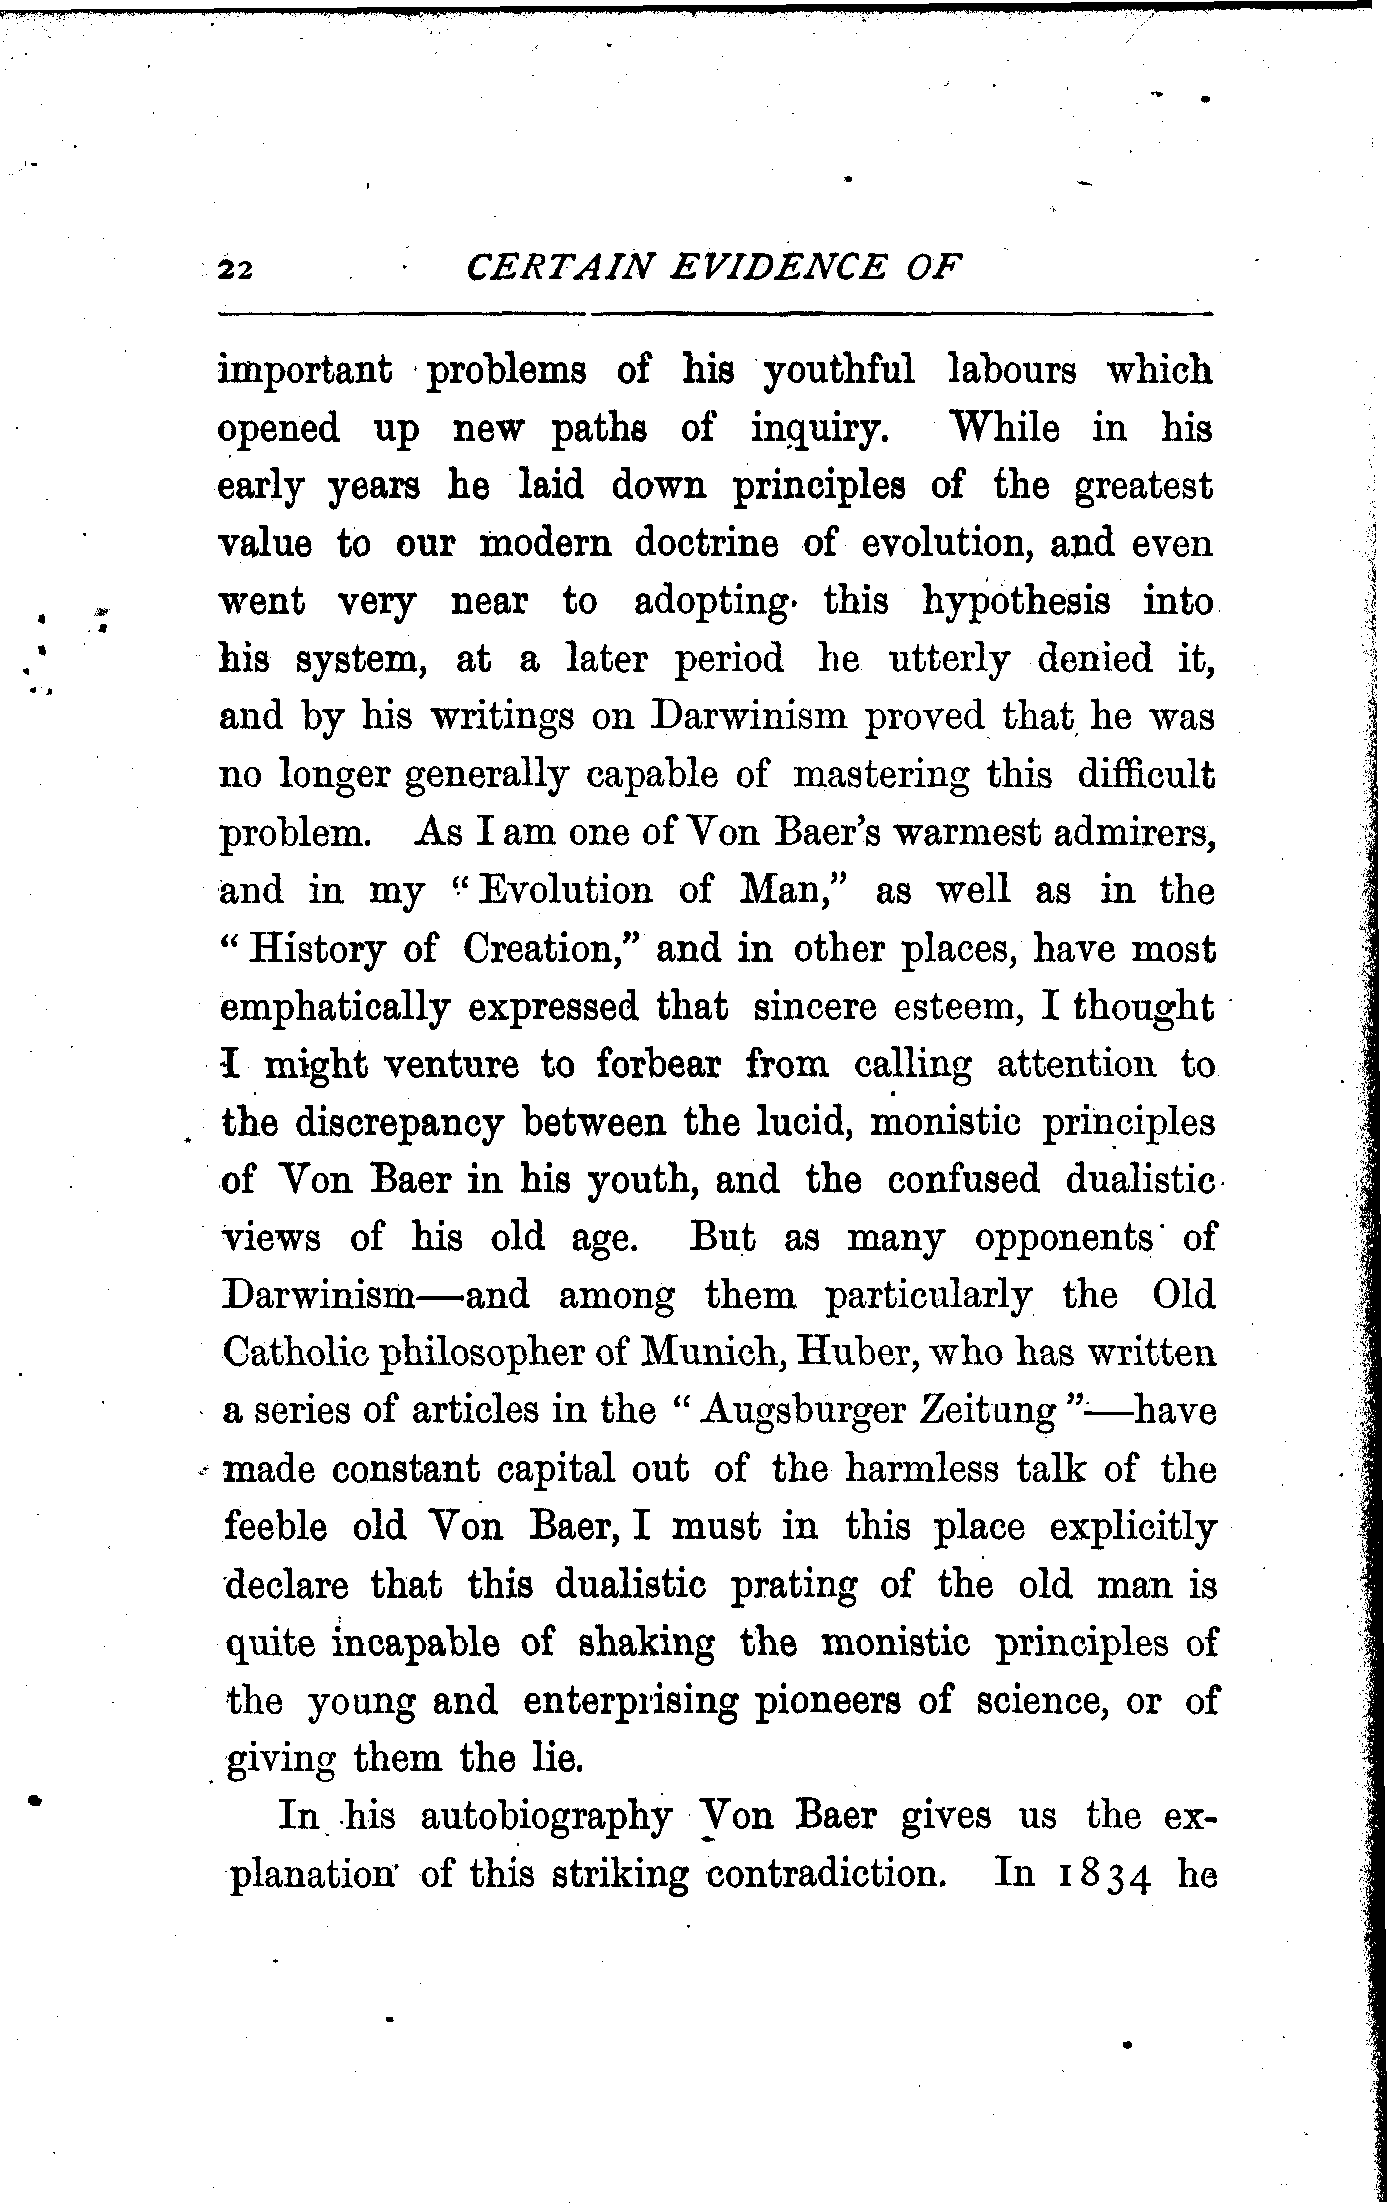 22 CERTAIN EVIDENCE OF
important problems of his youthful labours which
opened up new paths of inquiry. While in his
early years he laid down principles of the greatest
value to our modern doctrine of evolution, and even
went very near to adopting this hypothesis into
his system, at a later period he utterly denied it,
and by his writings on Darwinism proved that he was
no longer generally capable of mastering this difficult
problem. As I am one of Von Baer's warmest admirers,
and in my "Evolution of Man," as well as in the
"History of Creation," and in other places, have most
emphatically expressed that sincere esteem, I thought
I might venture to forbear from calling attention to
the discrepancy between the lucid, monistic principles
of Von Baer in his youth, and the confused dualistic
views of his old age. But as many opponents of
Darwinism—and among them particularly the Old
Catholic philosopher of Munich, Huber, who has written
a series of articles in the "Augsburger Zeitung"—have
made constant capital out of the harmless talk of the
feeble old Von Baer, I must in this place explicitly
declare that this dualistic prating of the old man is
quite incapable of shaking the monistic principles of
the young and enterprising pioneers of science, or of
giving them the lie.
In his autobiography Von Baer gives us the ex-
planation of this striking contradiction. In 1834 he